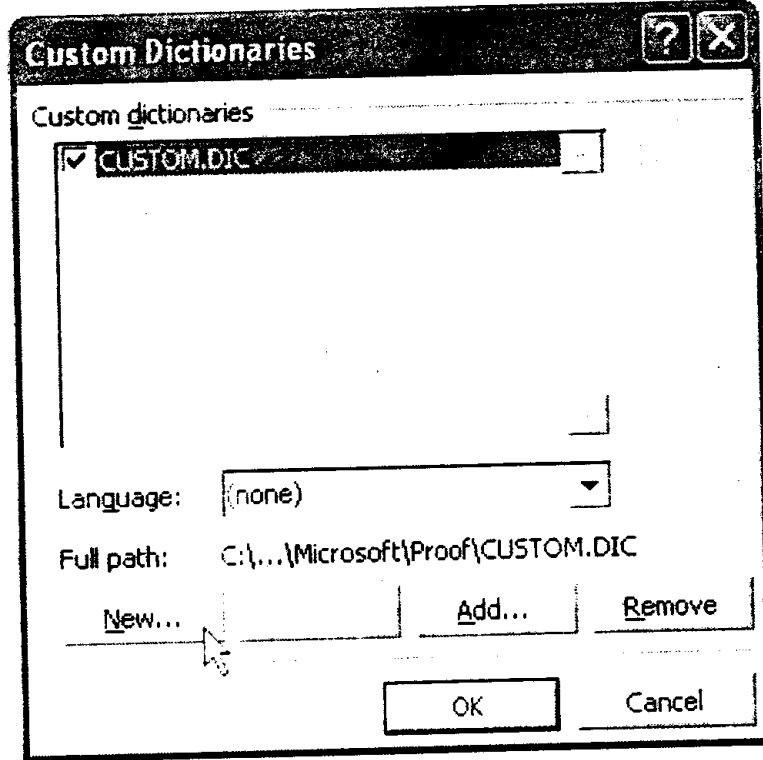 Custom Dictionaries
Custom dictionaries
CUSTOM.DIC
Language: (none)
Full path: C:\...\Microsoft\Proof\CUSTOM.DIC
New... Add... Remove
OK Cancel